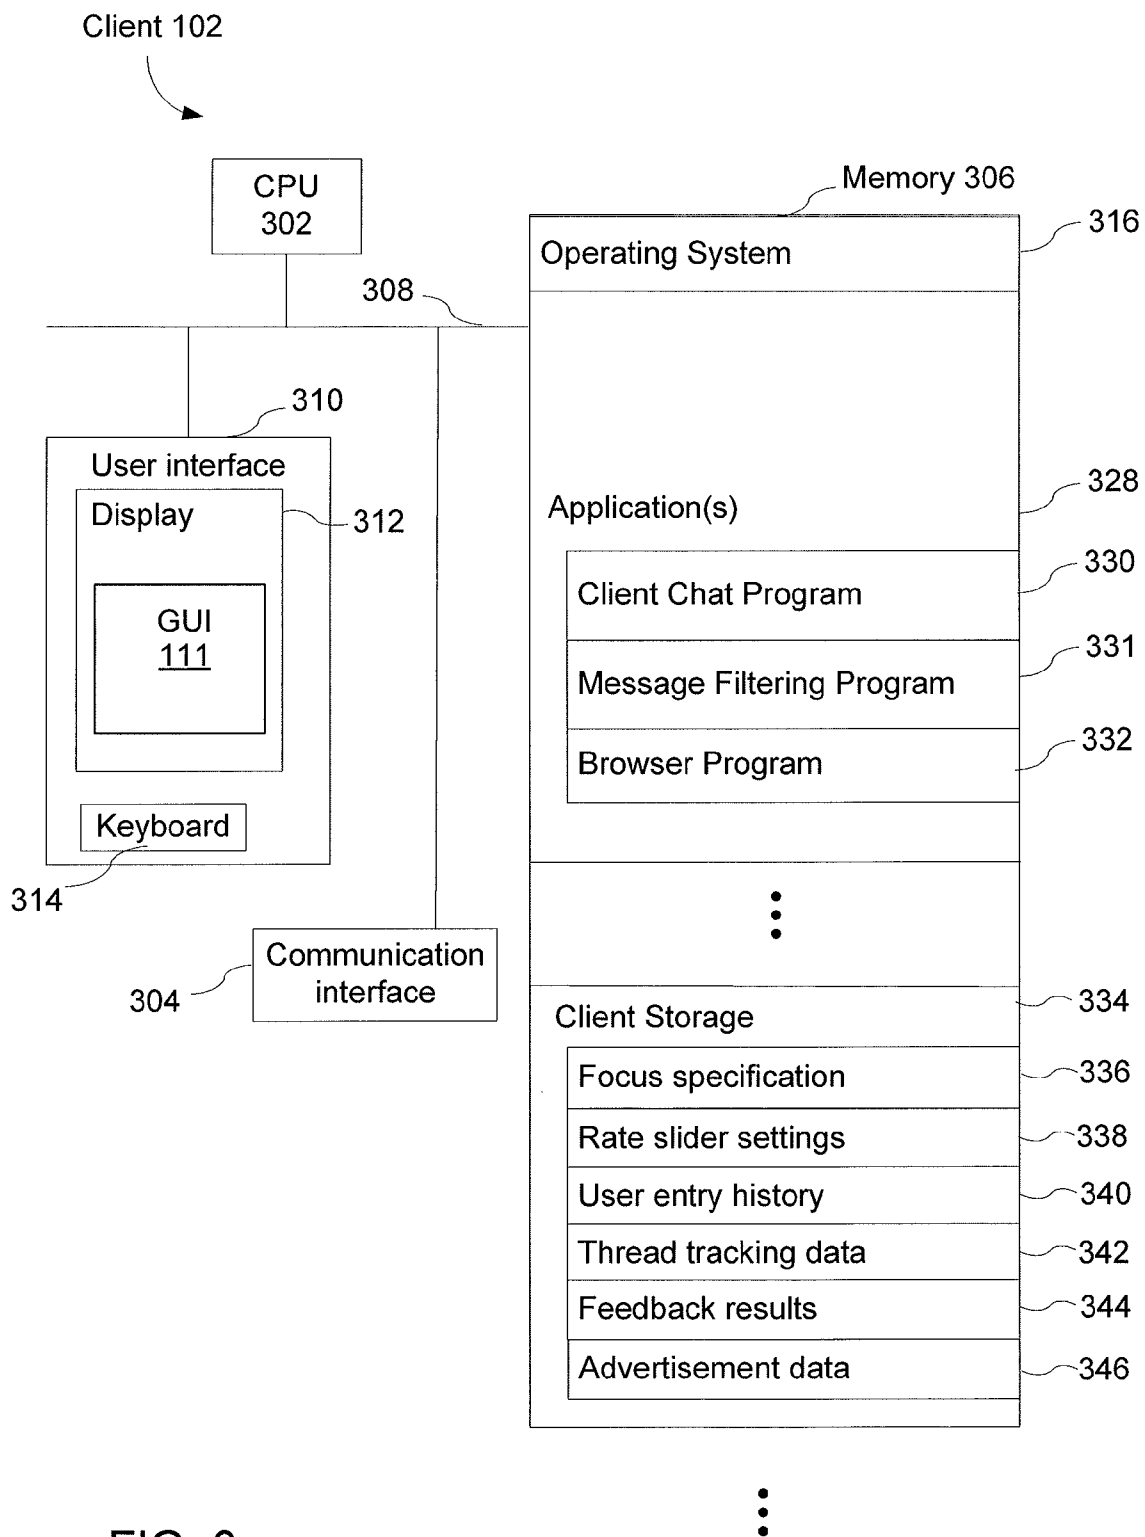 Client 102
CPU
302
Memory 306
316
Operating System
308
310
User interface
Display
312
GUI
111
Keyboard
314
Communication
interface
304
328
Application(s)
330
Client Chat Program
331
Message Filtering Program
332
Browser Program
334
Client Storage
336
Focus specification
338
Rate slider settings
340
User entry history
342
Thread tracking data
344
Feedback results
346
Advertisement data